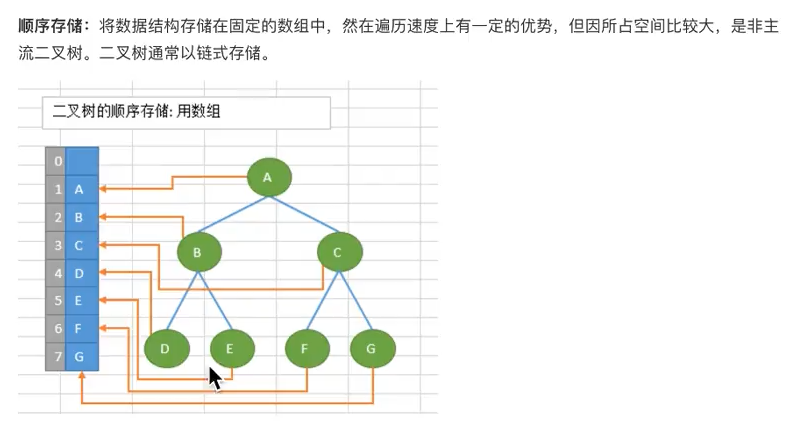 顺序存储：将数据结构存储在固定的数组中，然在遍历速度上有一定的优势，但因所占空间比较大，是非主
流二叉树。二叉树通常以链式存储。
二叉树的顺序存储: 用数组
0
1 A
2 B
3 C
4 D
5 E
6 F
7 G
A
B C
D E F G